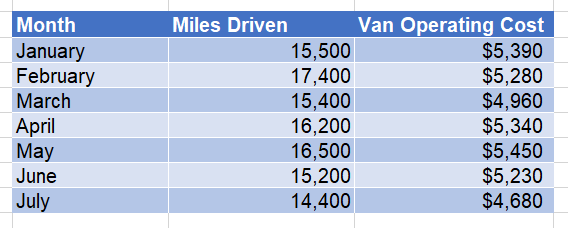 Month Miles Driven Van Operating Cost
January 15,500 $5,390
February 17,400 $5,280
March 15,400 $4,960
April 16,200 $5,340
May 16,500 $5,450
June 15,200 $5,230
July 14,400 $4,680